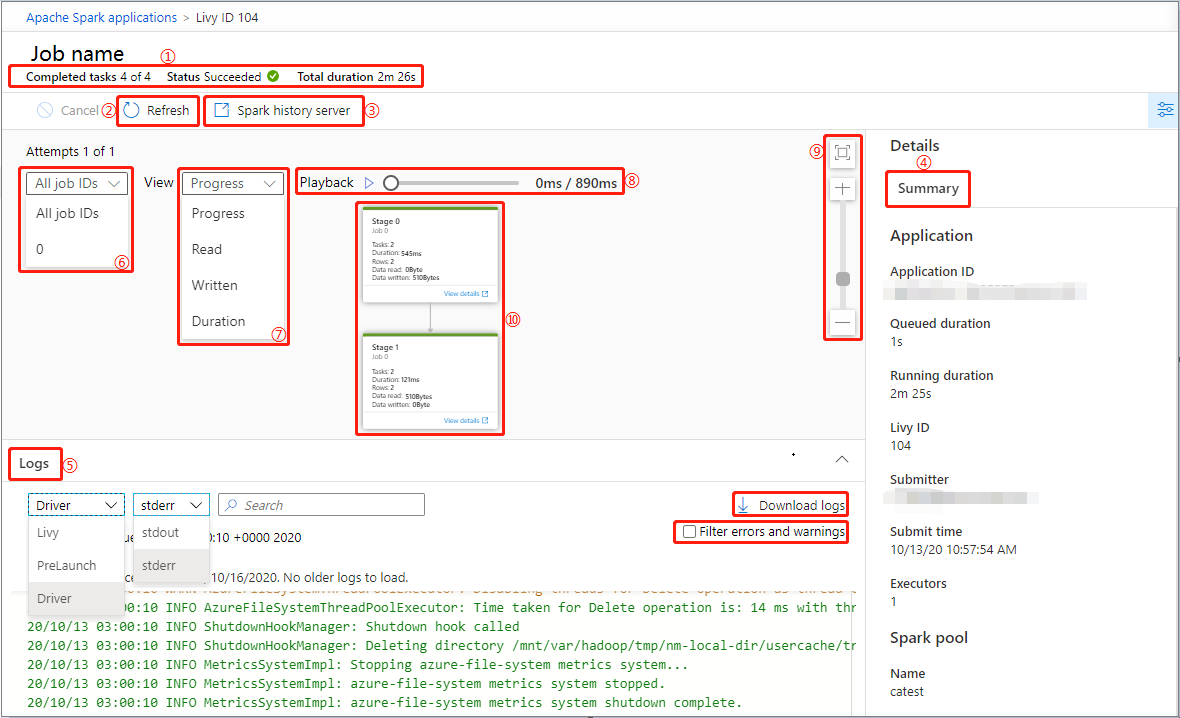 Apache Spark applications > Livy ID 104
Job name
①
Completed tasks 4 of 4 Status Succeeded Total duration 2m 26s
Cancel ② Refresh Spark history server ③
Attempts 1 of 1
All job IDs View Progress Playback 0ms / 890ms ⑧
All job IDs
0
⑥
Progress
Read
Written
Duration
⑦
Stage 0
Job 0
Tasks: 2
Duration: 545ms
Rows: 2
Data read: 0Byte
Data written: 510Bytes
View details
⑩
Stage 1
Job 0
Tasks: 2
Duration: 121ms
Rows: 2
Data read: 510Bytes
Data written: 0Byte
View details
⑨
Details
④
Summary
Application
Application ID
Queued duration
1s
Running duration
2m 25s
Livy ID
104
Submitter
Submit time
10/13/20 10:57:54 AM
Executors
1
Spark pool
Name
catest
Logs ⑤
Driver stderr Search Download logs
Livy
PreLaunch
Driver
stdout
stderr
Filter errors and warnings
0:10 +0000 2020
10/16/2020. No older logs to load.
:00:10 INFO AzureFileSystemThreadPoolExecutor: Time taken for Delete operation is: 14 ms with thr
20/10/13 03:00:10 INFO ShutdownHookManager: Shutdown hook called
20/10/13 03:00:10 INFO ShutdownHookManager: Deleting directory /mnt/var/hadoop/tmp/nm-local-dir/usercache/tr
20/10/13 03:00:10 INFO MetricsSystemImpl: Stopping azure-file-system metrics system...
20/10/13 03:00:10 INFO MetricsSystemImpl: azure-file-system metrics system stopped.
20/10/13 03:00:10 INFO MetricsSystemImpl: azure-file-system metrics system shutdown complete.